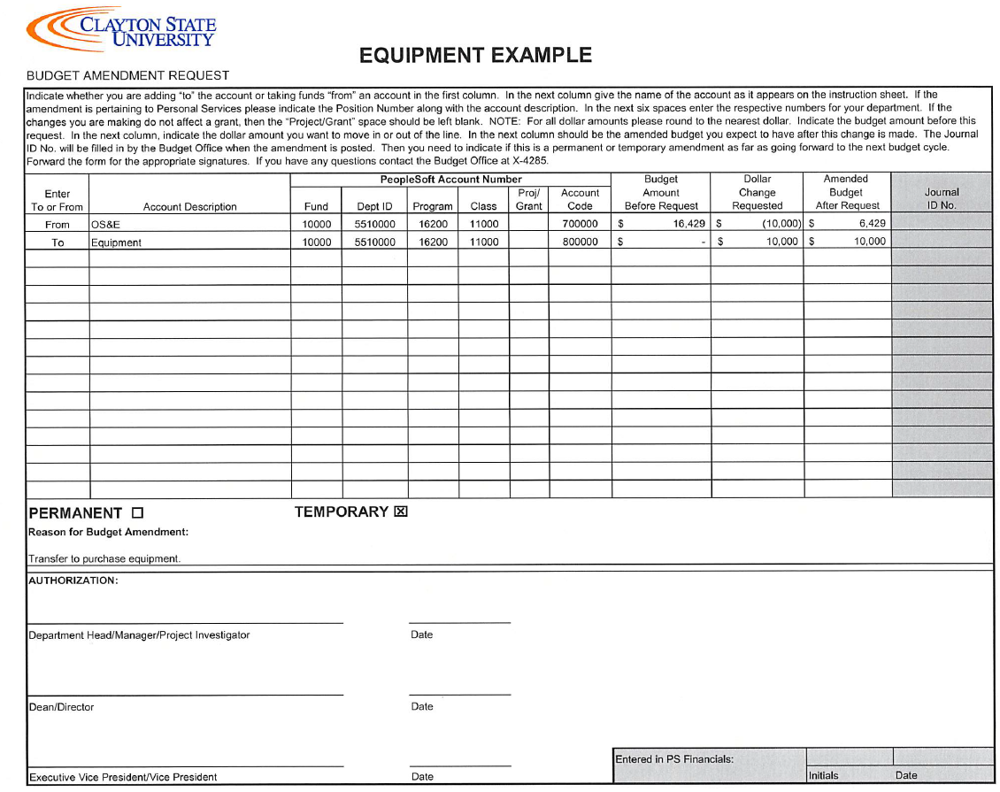 CLAYTON STATE
UNIVERSITY
EQUIPMENT EXAMPLE
BUDGET AMENDMENT REQUEST
Indicate whether you are adding "to" the account or taking funds "from" an account in the first column. In the next column give the name of the account as it appears on the instruction sheet. If the
amendment is pertaining to Personal Services please indicate the Position Number along with the account description. In the next six spaces enter the respective numbers for your department. If the
changes you are making do not affect a grant, then the "Project/Grant" space should be left blank. NOTE: For all dollar amounts please round to the nearest dollar. Indicate the budget amount before this
request. In the next column, indicate the dollar amount you want to move in or out of the line. In the next column should be the amended budget you expect to have after this change is made. The Journal
ID No. will be filled in by the Budget Office when the amendment is posted. Then you need to indicate if this is a permanent or temporary amendment as far as going forward to the next budget cycle.
Forward the form for the appropriate signatures. If you have any questions contact the Budget Office at X-4285.
PeopleSoft Account Number Budget Dollar Amended
Enter Proj/ Account Amount Change Budget Journal
To or From Account Description Fund Dept ID Program Class Grant Code Before Request Requested After Request ID No.
From OS&E 10000 5510000 16200 11000 700000 $ 16,429 $ (10,000) $ 6,429
To Equipment 10000 5510000 16200 11000 800000 $ - $ 10,000 $ 10,000
PERMANENT ☐ TEMPORARY ☒
Reason for Budget Amendment:
Transfer to purchase equipment.
AUTHORIZATION:
Department Head/Manager/Project Investigator Date
Dean/Director Date
Entered in PS Financials:
Executive Vice President/Vice President Date Initials Date